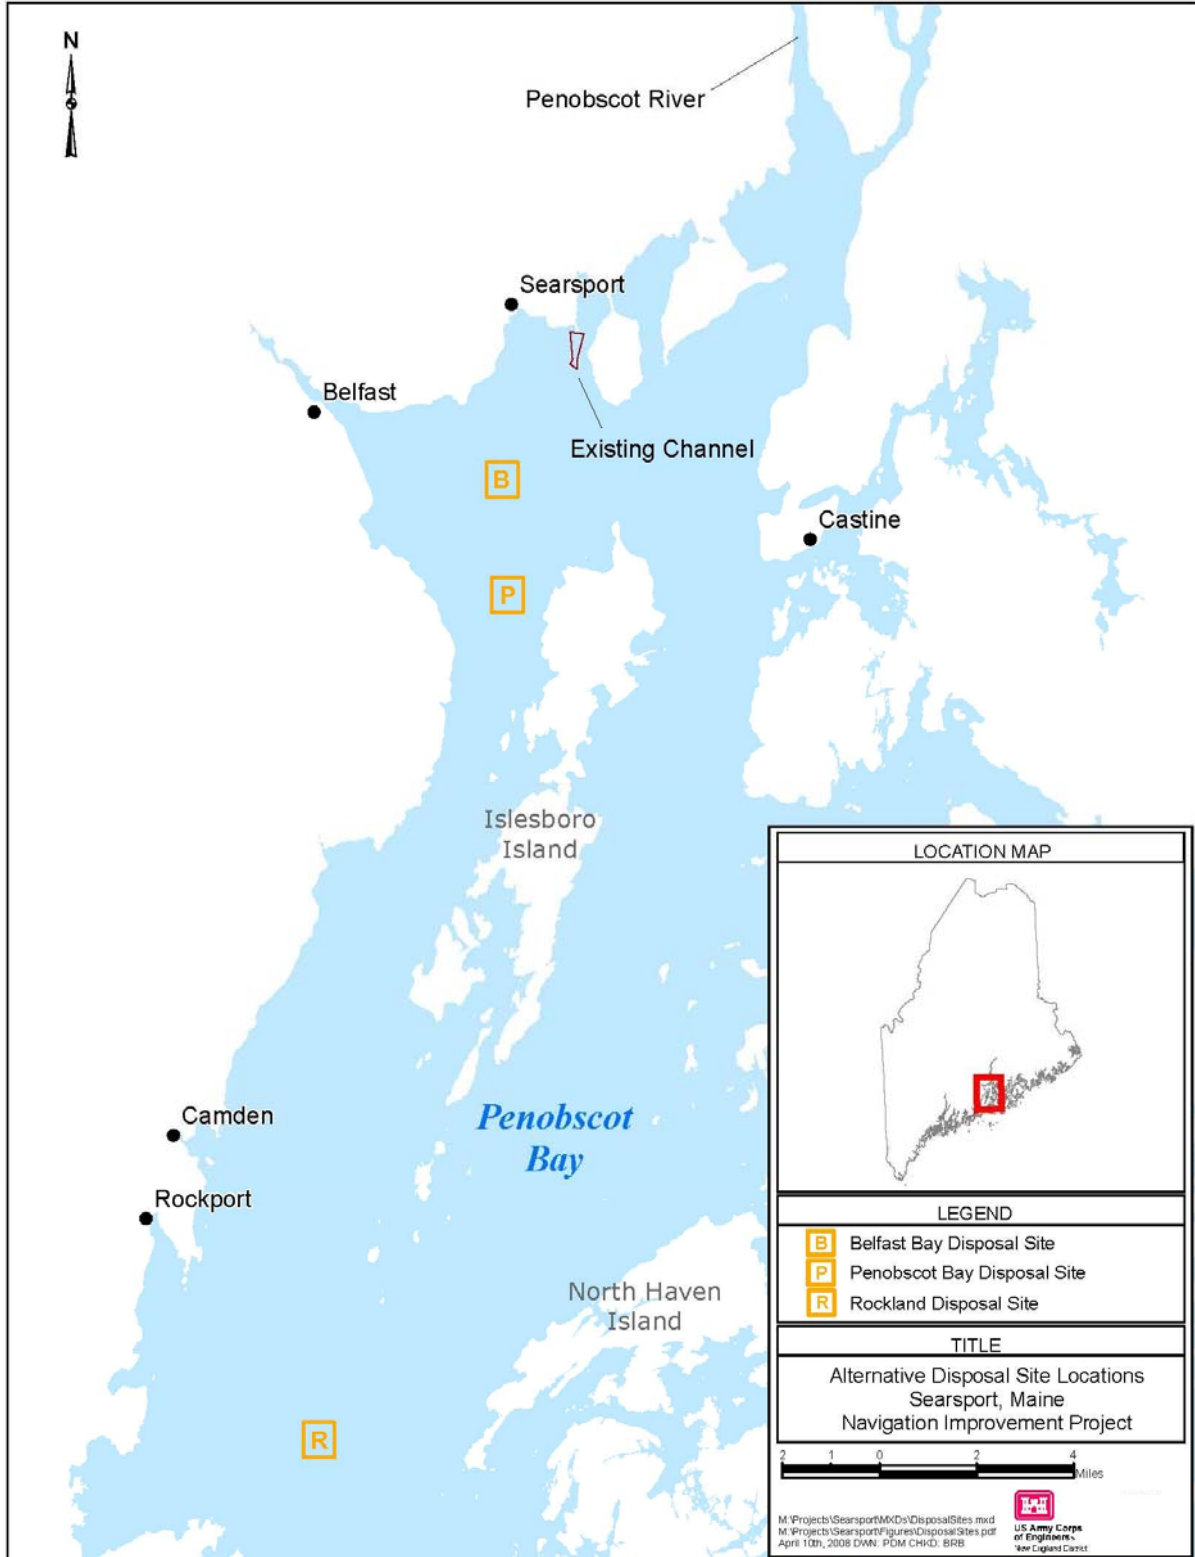 N
Penobscot River
Searsport
Belfast
Existing Channel
B
Castine
P
Islesboro
Island
Penobscot
Bay
Camden
Rockport
North Haven
Island
R
LOCATION MAP
LEGEND
B Belfast Bay Disposal Site
P Penobscot Bay Disposal Site
R Rockland Disposal Site
TITLE
Alternative Disposal Site Locations
Searsport, Maine
Navigation Improvement Project
2 1 0 2 4
Miles
M:\Projects\Searsport\MXDs\DisposalSites.mxd
M:\Projects\Searsport\Figures\DisposalSites.pdf
April 10th, 2008 DWN: PDM CHKD: BRB
US Army Corps
of Engineers
New England District